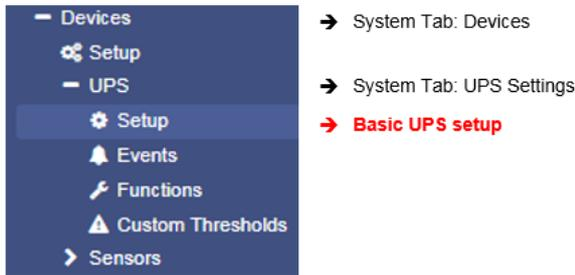 Devices → System Tab: Devices
Setup
UPS → System Tab: UPS Settings
Setup → Basic UPS setup
Events
Functions
Custom Thresholds
Sensors